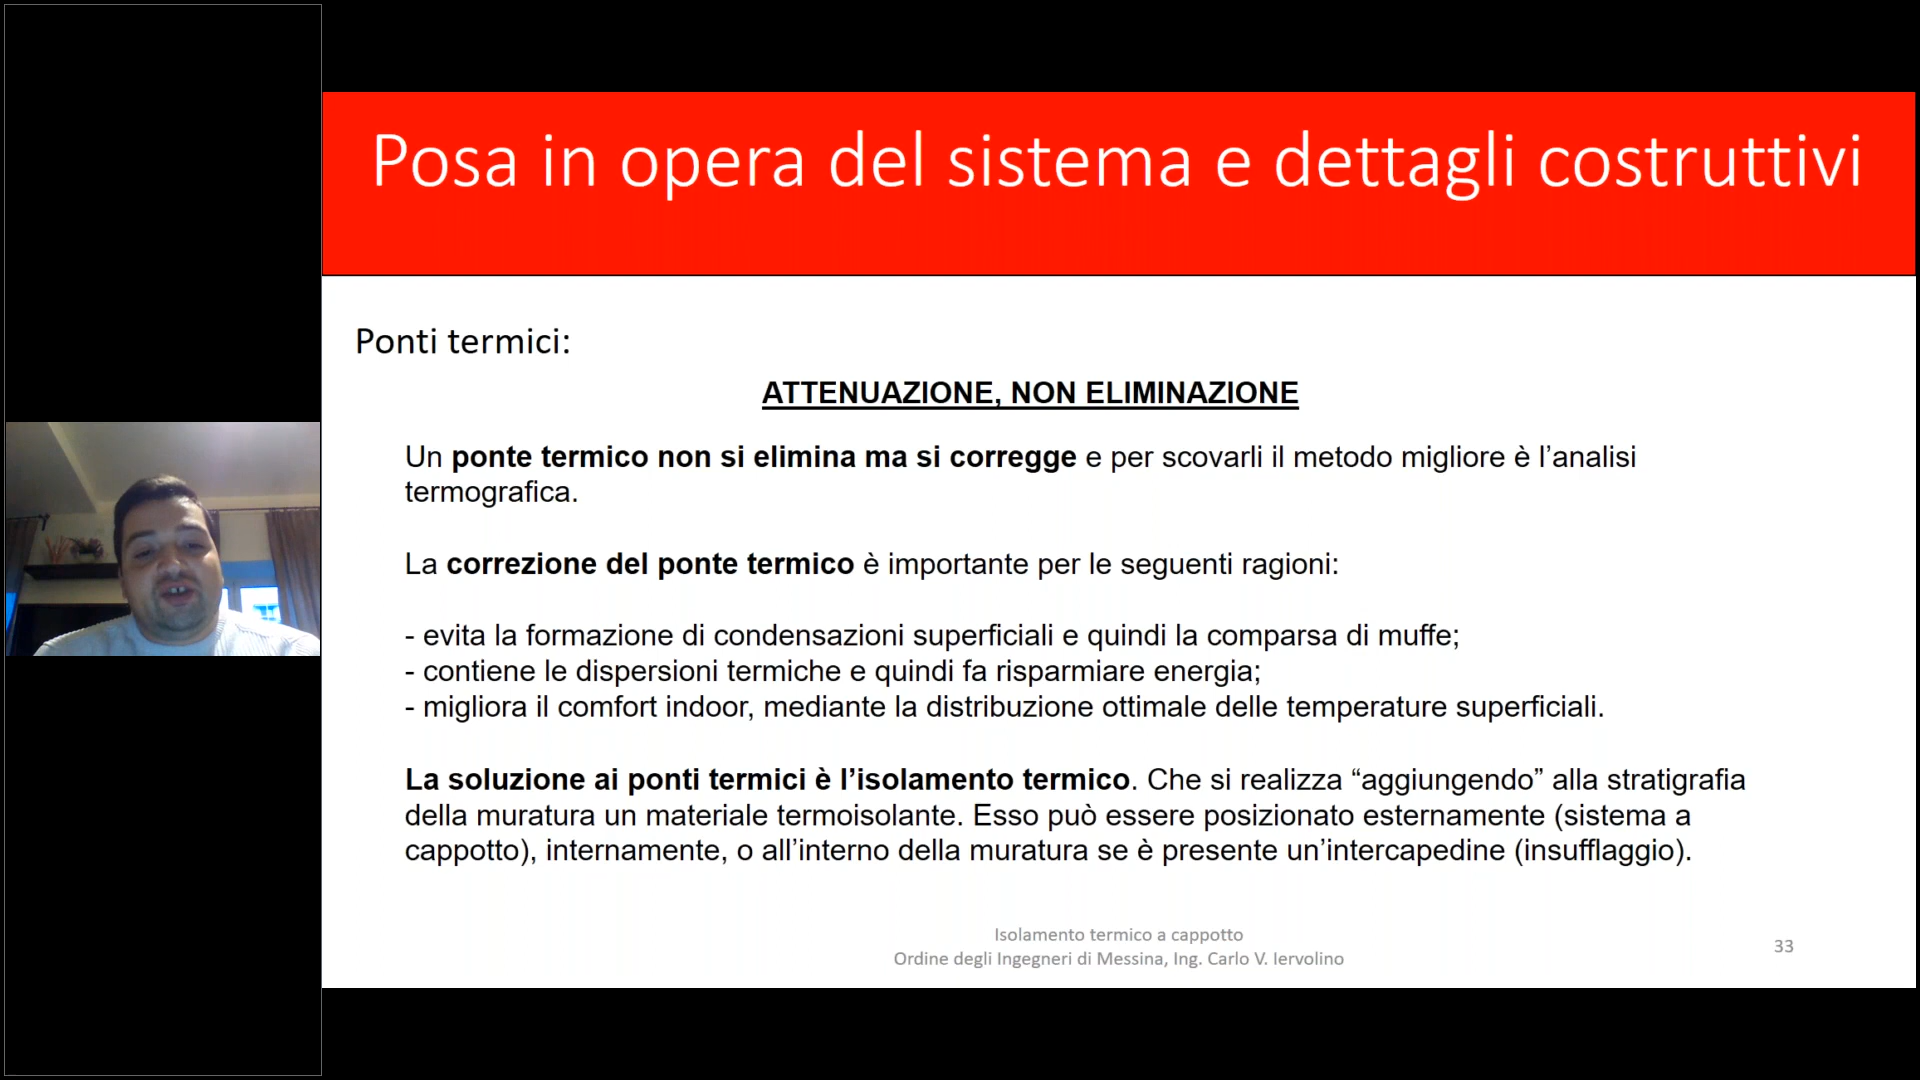 Posa in opera del sistema e dettagli costruttivi
Ponti termici:
ATTENUAZIONE, NON ELIMINAZIONE
Un ponte termico non si elimina ma si corregge e per scovarli il metodo migliore è l’analisi
termografica.
La correzione del ponte termico è importante per le seguenti ragioni:
- evita la formazione di condensazioni superficiali e quindi la comparsa di muffe;
- contiene le dispersioni termiche e quindi fa risparmiare energia;
- migliora il comfort indoor, mediante la distribuzione ottimale delle temperature superficiali.
La soluzione ai ponti termici è l’isolamento termico. Che si realizza “aggiungendo” alla stratigrafia
della muratura un materiale termoisolante. Esso può essere posizionato esternamente (sistema a
cappotto), internamente, o all’interno della muratura se è presente un’intercapedine (insufflaggio).
Isolamento termico a cappotto
Ordine degli Ingegneri di Messina, Ing. Carlo V. Iervolino
33